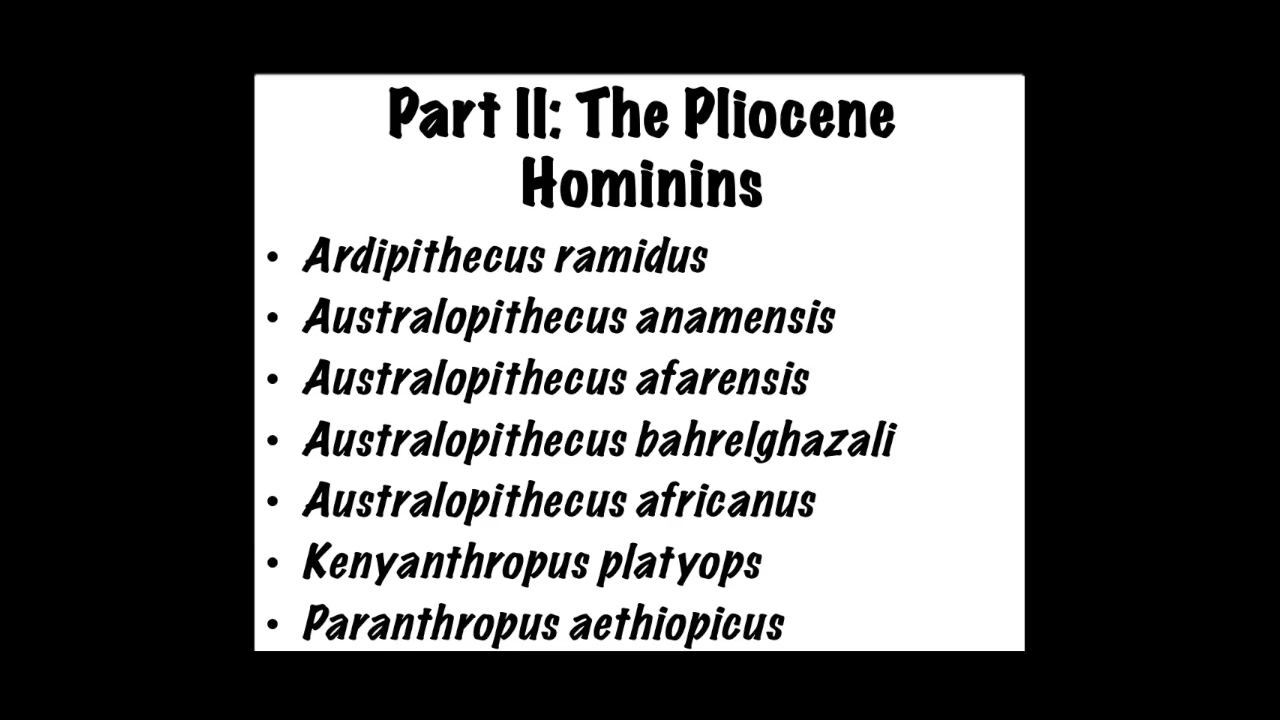 Part II: The Pliocene
Hominins
• Ardipithecus ramidus
• Australopithecus anamensis
• Australopithecus afarensis
• Australopithecus bahrelghazali
• Australopithecus africanus
• Kenyanthropus platyops
• Paranthropus aethiopicus